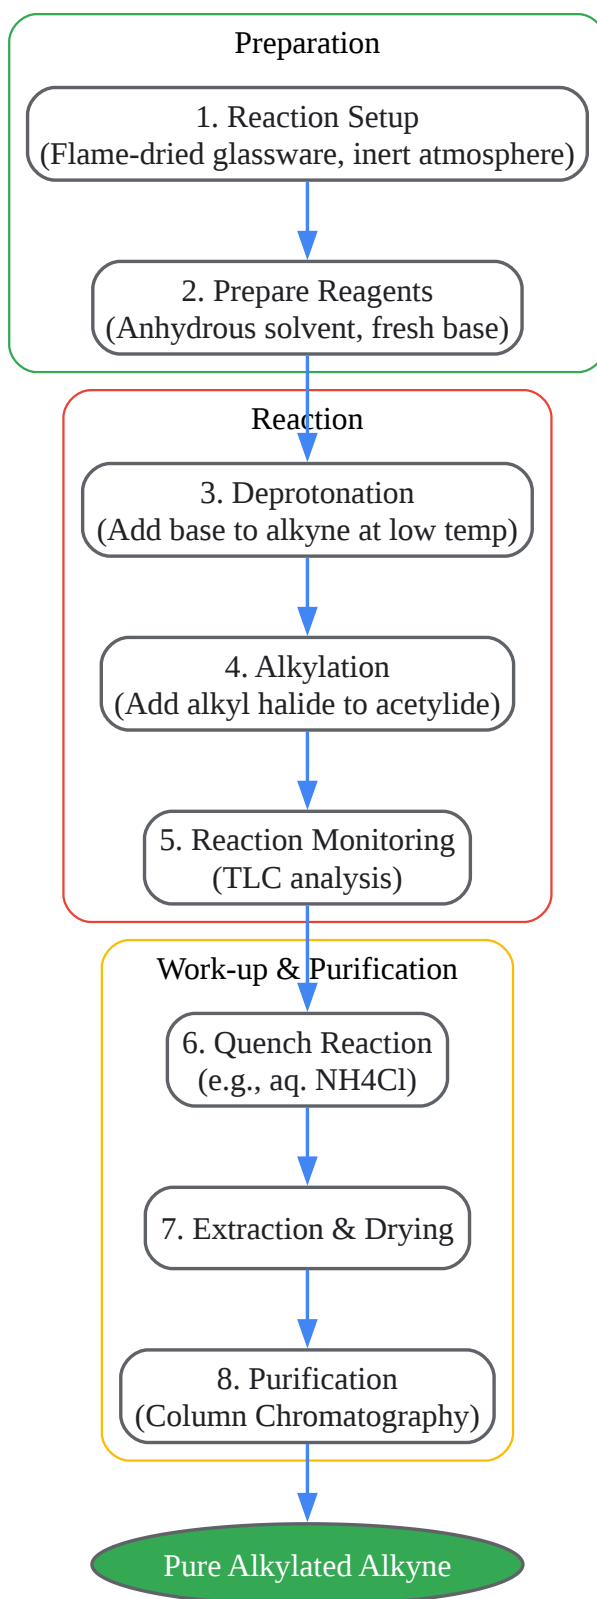 Preparation
1. Reaction Setup
(Flame-dried glassware, inert atmosphere)
2. Prepare Reagents
(Anhydrous solvent, fresh base)
Reaction
3. Deprotonation
(Add base to alkyne at low temp)
4. Alkylation
(Add alkyl halide to acetylide)
5. Reaction Monitoring
(TLC analysis)
Work-up & Purification
6. Quench Reaction
(e.g., aq. NH4Cl)
7. Extraction & Drying
8. Purification
(Column Chromatography)
Pure Alkylated Alkyne